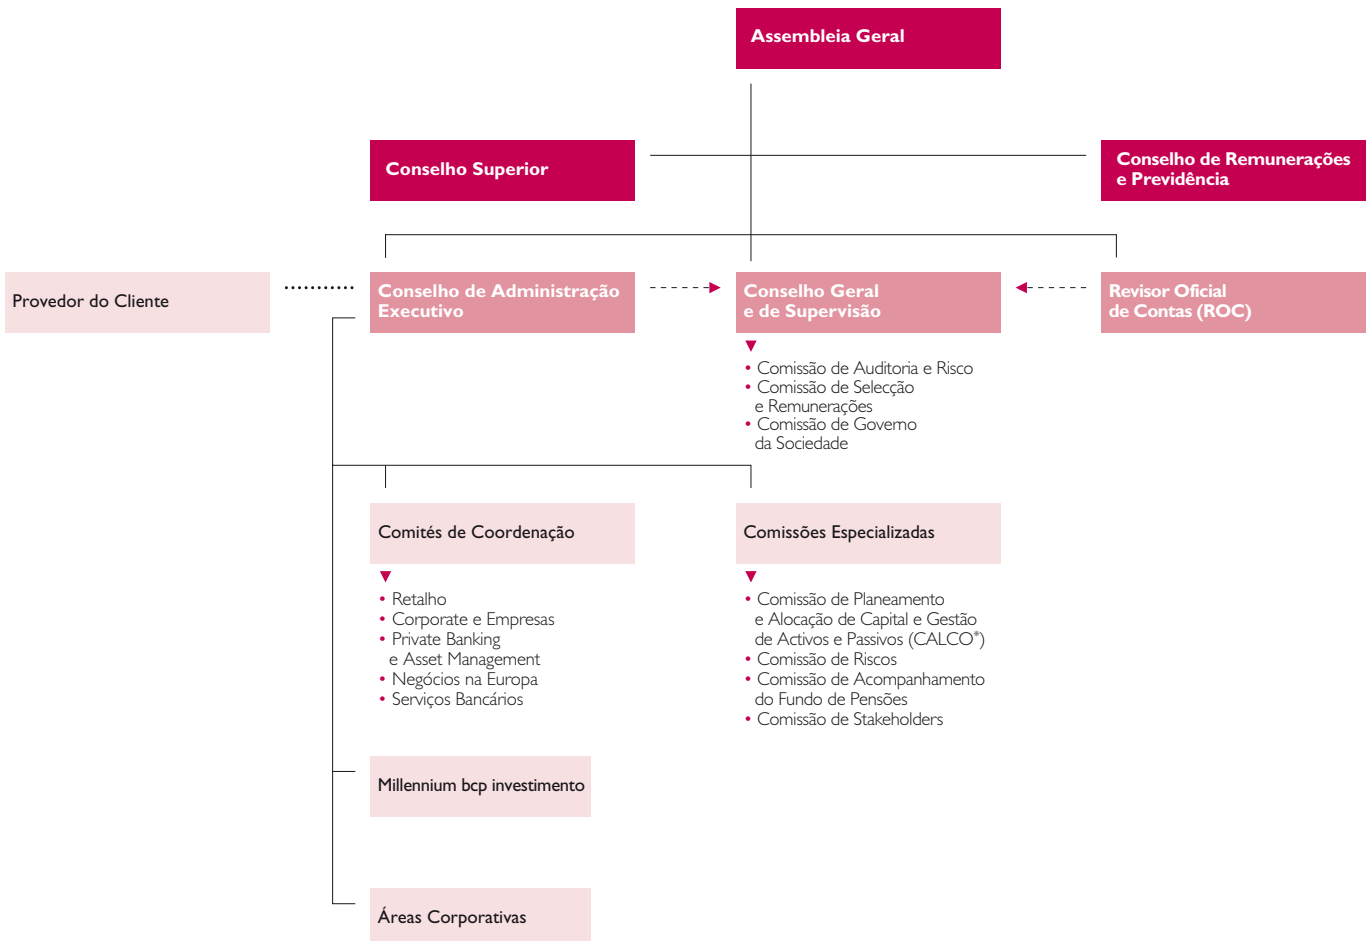 Assembleia Geral
Conselho Superior
Conselho de Remunerações
e Previdência
Provedor do Cliente
Conselho de Administração
Executivo
Conselho Geral
e de Supervisão
Revisor Oficial
de Contas (ROC)
• Comissão de Auditoria e Risco
• Comissão de Selecção
e Remunerações
• Comissão de Governo
da Sociedade
Comités de Coordenação
• Retalho
• Corporate e Empresas
• Private Banking
e Asset Management
• Negócios na Europa
• Serviços Bancários
Comissões Especializadas
• Comissão de Planeamento
e Alocação de Capital e Gestão
de Activos e Passivos (CALCO*)
• Comissão de Riscos
• Comissão de Acompanhamento
do Fundo de Pensões
• Comissão de Stakeholders
Millennium bcp investimento
Áreas Corporativas